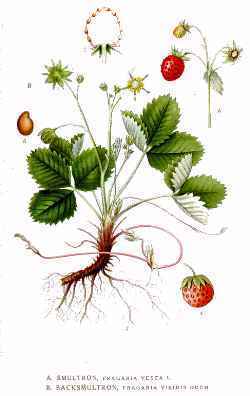 A. SMULTRON, FRAGARIA VESCA L.
B. BACKSMULTRON, FRAGARIA VIRIDIS DUCH